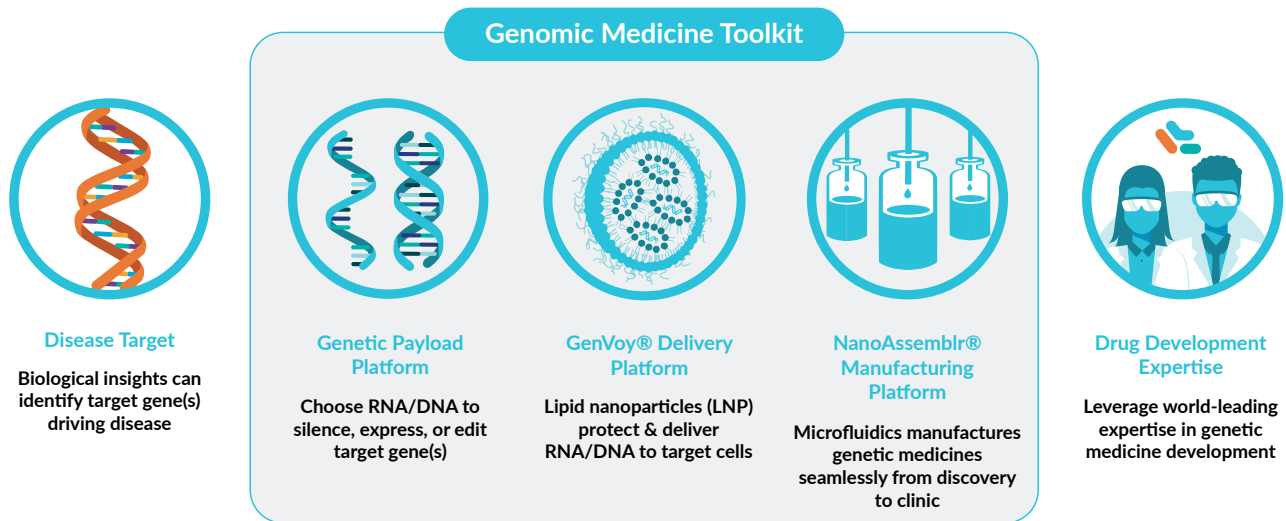 Genomic Medicine Toolkit
Disease Target
Biological insights can
identify target gene(s)
driving disease
Genetic Payload
Platform
Choose RNA/DNA to
silence, express, or edit
target gene(s)
GenVoy® Delivery
Platform
Lipid nanoparticles (LNP)
protect & deliver
RNA/DNA to target cells
NanoAssemblr®
Manufacturing
Platform
Microfluidics manufactures
genetic medicines
seamlessly from discovery
to clinic
Drug Development
Expertise
Leverage world-leading
expertise in genetic
medicine development